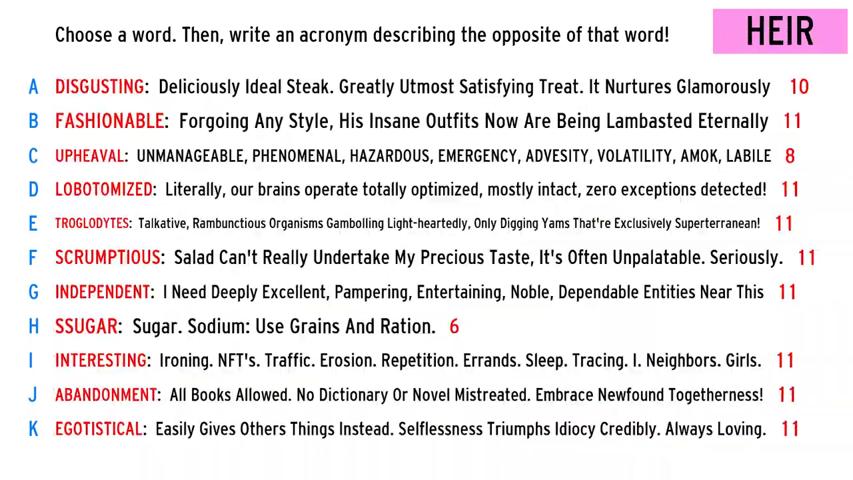 Choose a word. Then, write an acronym describing the opposite of that word!
HEIR
A DISGUSTING: Deliciously Ideal Steak. Greatly Utmost Satisfying Treat. It Nurtures Glamorously 10
B FASHIONABLE: Forgoing Any Style, His Insane Outfits Now Are Being Lambasted Eternally 11
C UPHEAVAL: UNMANAGEABLE, PHENOMENAL, HAZARDOUS, EMERGENCY, ADVESITY, VOLATILITY, AMOK, LABILE 8
D LOBOTOMIZED: Literally, our brains operate totally optimized, mostly intact, zero exceptions detected! 11
E TROGLODYTES: Talkative, Rambunctious Organisms Gambolling Light-heartedly, Only Digging Yams That're Exclusively Superterranean! 11
F SCRUMPTIOUS: Salad Can't Really Undertake My Precious Taste, It's Often Unpalatable. Seriously. 11
G INDEPENDENT: I Need Deeply Excellent, Pampering, Entertaining, Noble, Dependable Entities Near This 11
H SSUGAR: Sugar. Sodium: Use Grains And Ration. 6
I INTERESTING: Ironing. NFT's. Traffic. Erosion. Repetition. Errands. Sleep. Tracing. I. Neighbors. Girls. 11
J ABANDONMENT: All Books Allowed. No Dictionary Or Novel Mistreated. Embrace Newfound Togetherness! 11
K EGOTISTICAL: Easily Gives Others Things Instead. Selflessness Triumphs Idiocy Credibly. Always Loving. 11